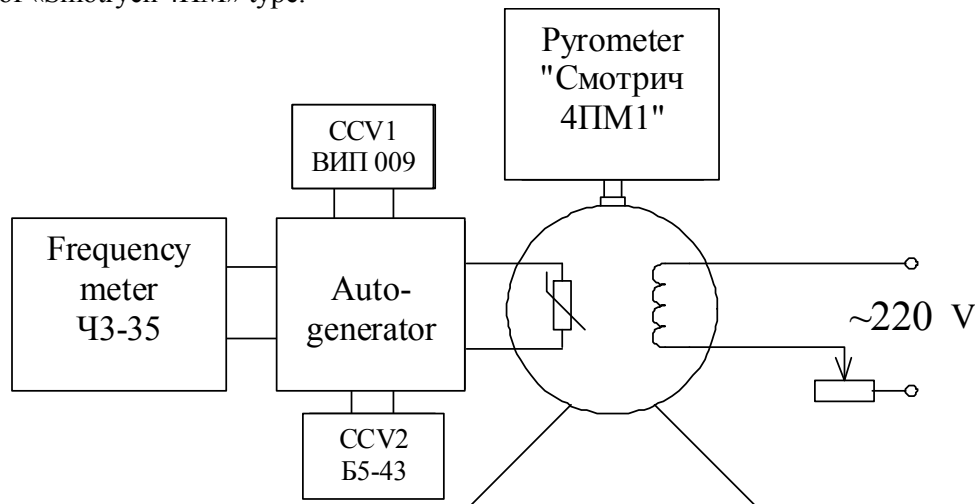 of «Smotrych 4ПМ» type.
Pyrometer
"Смотрич
4ПМ1"
CCV1
ВИП 009
Frequency
meter
Ч3-35
Auto-
generator
~220 V
CCV2
Б5-43